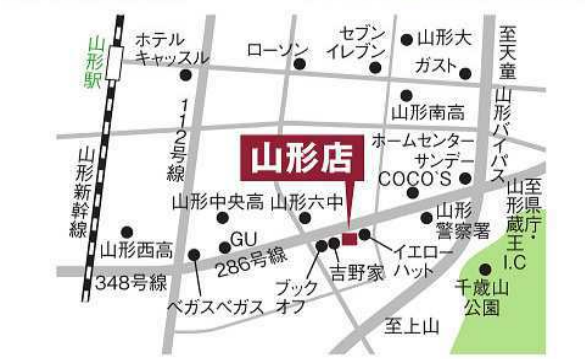 山形駅
ホテル
キャッスル
ローソン
セブン
イレブン
山形大
ガスト
至天童
山形バイパス
山形南高
112号線
山形新幹線
山形店
ホームセンター
サンデー
COCO`S
山形中央高
山形六中
山形
警察署
至県庁・
山形蔵王
I.C
山形西高
GU
286号線
348号線
ベガスベガス
ブック
オフ
吉野家
イエロー
ハット
千歳山
公園
至上山